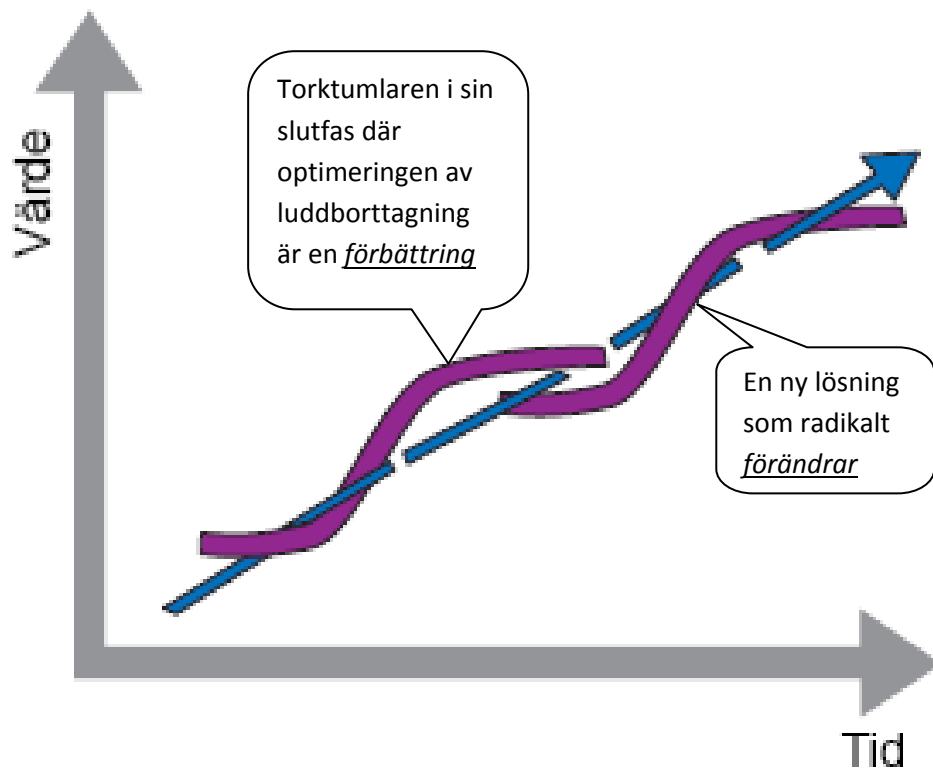 Värde
Torktumlaren i sin
slutfas där
optimeringen av
luddborttagning
är en förbättring
En ny lösning
som radikalt
förändrar
Tid